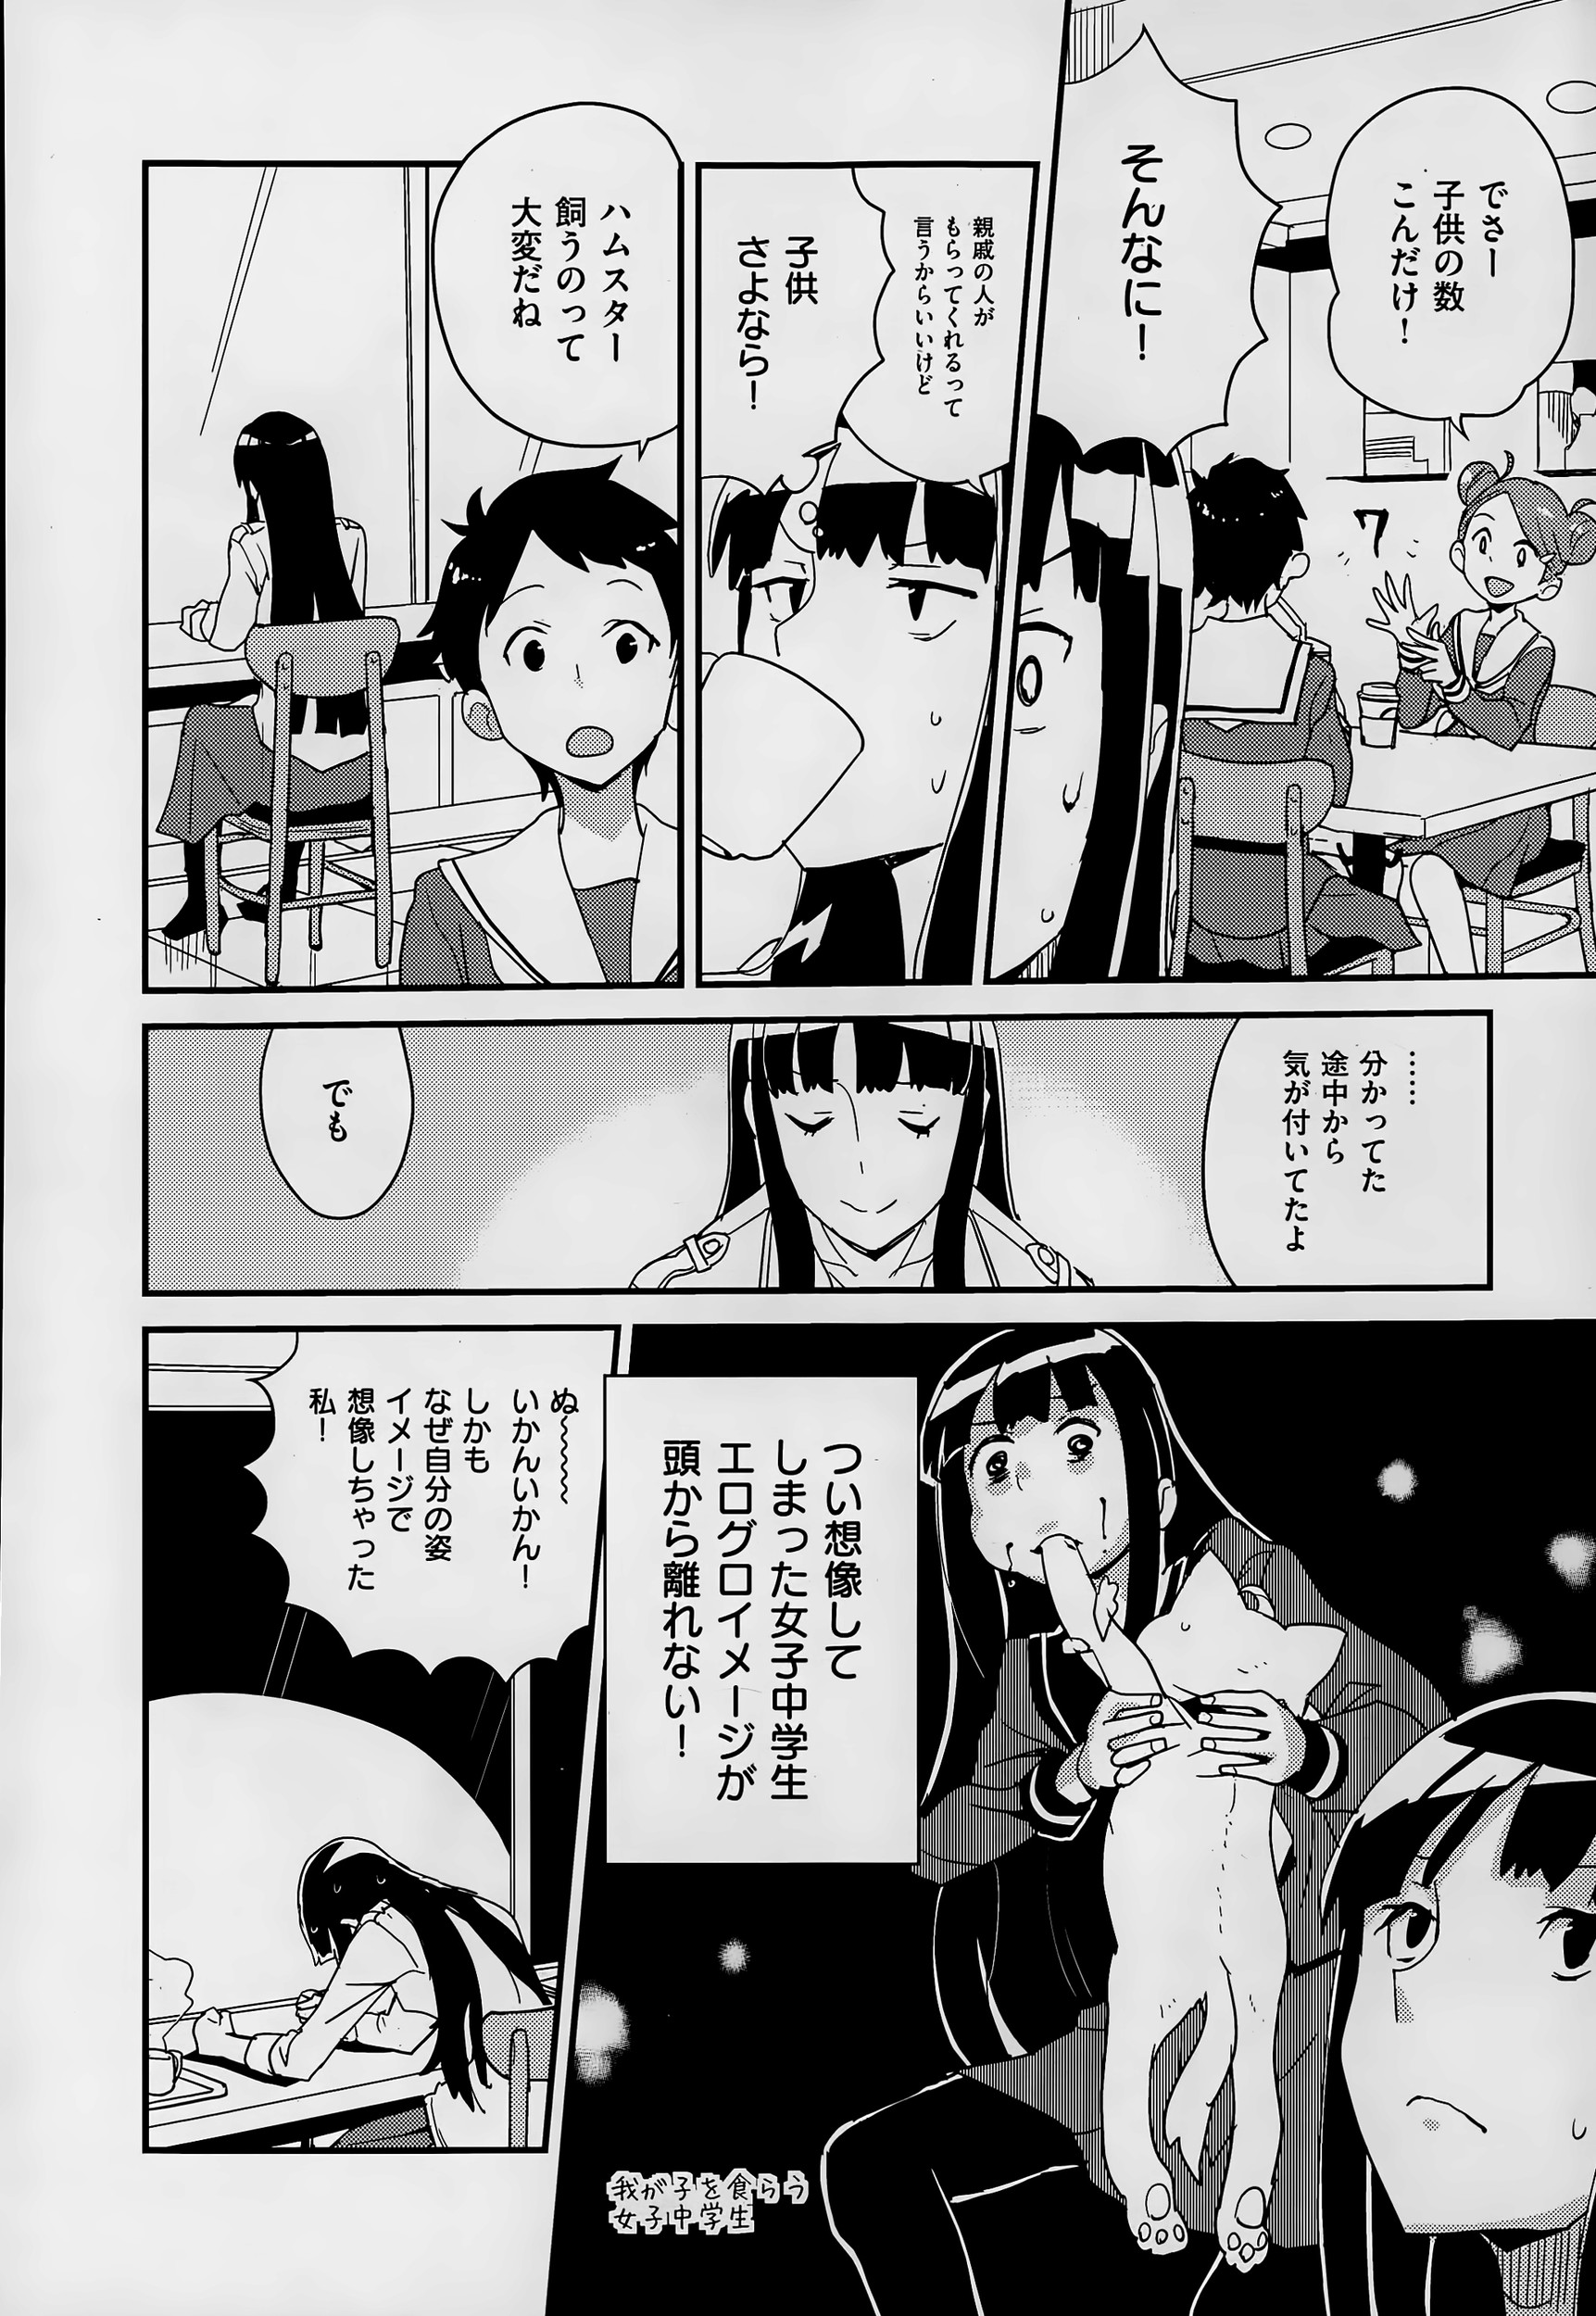 でさー
子供の数
こんだけ！
7
そんなに！
親戚の人が
もらってくれるって
言うからいいけど
子供
さよなら！
ハムスター
飼うのって
大変だね
……
分かってた
途中から
気が付いてたよ
でも
つい想像して
しまった女子中学生
エログロイメージが
頭から離れない！
我が子を食らう
女子中学生
ぬ〜〜〜〜
いかんいかん！
しかも
なぜ自分の姿
イメージで
想像しちゃった
私！